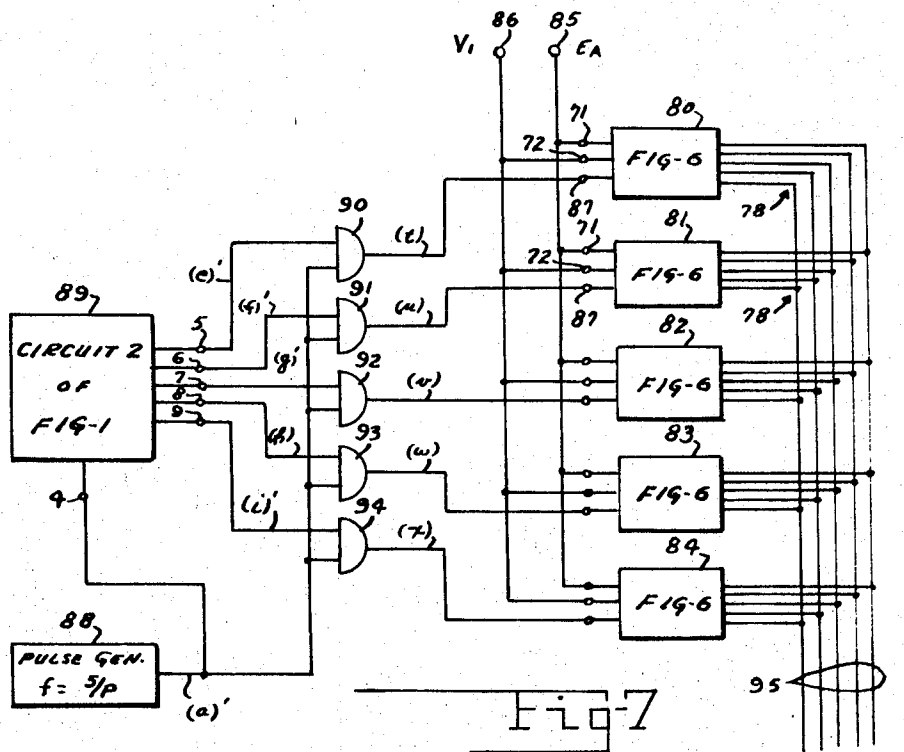 86 85
V1 EA
80
71
72
FIG-6
87
78
90
(t)
81
71
72
FIG-6
87
78
(e)'
89
5
91
(u)
CIRCUIT 2
OF
FIG-1
6
7
8
9
(g)'
92
(v)
82
FIG-6
(h)'
93
(w)
83
FIG-6
4
(i)'
94
(x)
84
FIG-6
88
PULSE GEN.
f = 5/P
(a)'
95
Fig-7